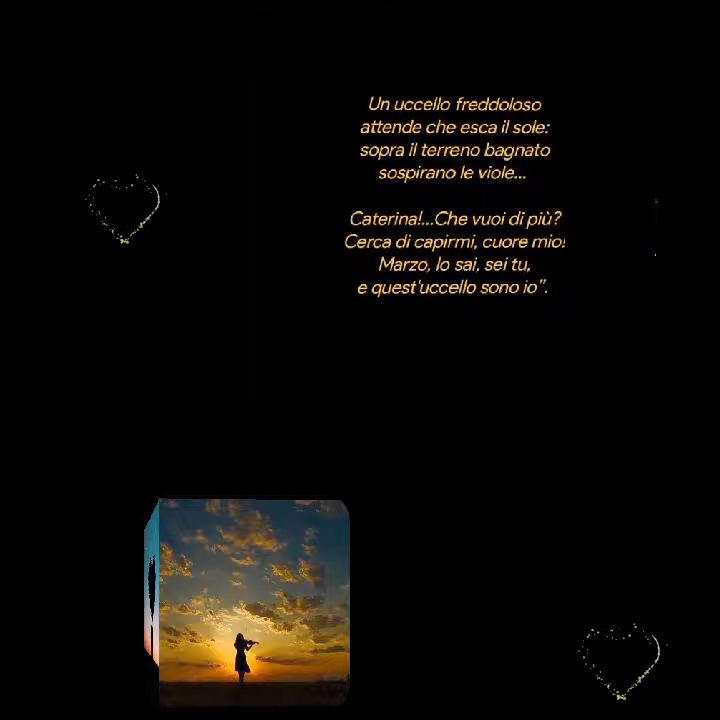 Un uccello freddoloso
attende che esca il sole:
sopra il terreno bagnato
sospirano le viole...
Caterina!...Che vuoi di più?
Cerca di capirmi, cuore mio!
Marzo, lo sai, sei tu,
e quest'uccello sono io".